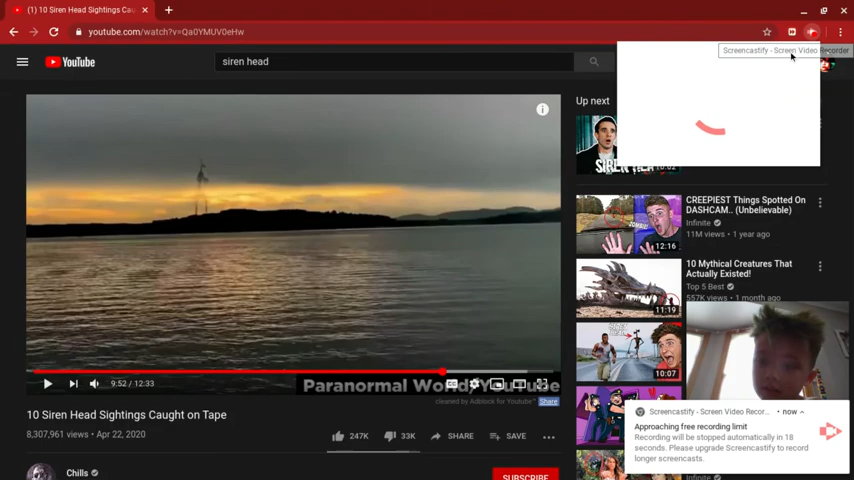 (1) 10 Siren Head Sightings Cau
youtube.com/watch?v=Qa0YMUV0eHw
Screencastify - Screen Video Recorder
YouTube
siren head
Up next
SIREN
10:02
CREEPIEST Things Spotted On
DASHCAM.. (Unbelievable)
Infinite
11M views • 1 year ago
ZOMBIE
12:16
10 Mythical Creatures That
Actually Existed!
Top 5 Best
557K views • 1 month ago
11:19
10:07
9:52 / 12:33
CC
Paranormal World/Youtube
cleaned by Adblock for Youtube™
Share
10 Siren Head Sightings Caught on Tape
8,307,961 views • Apr 22, 2020
247K
33K
SHARE
SAVE
Chills
SUBSCRIBE
Screencastify - Screen Video Recor... • now
Approaching free recording limit
Recording will be stopped automatically in 18
seconds. Please upgrade Screencastify to record
longer screencasts.
Infinite